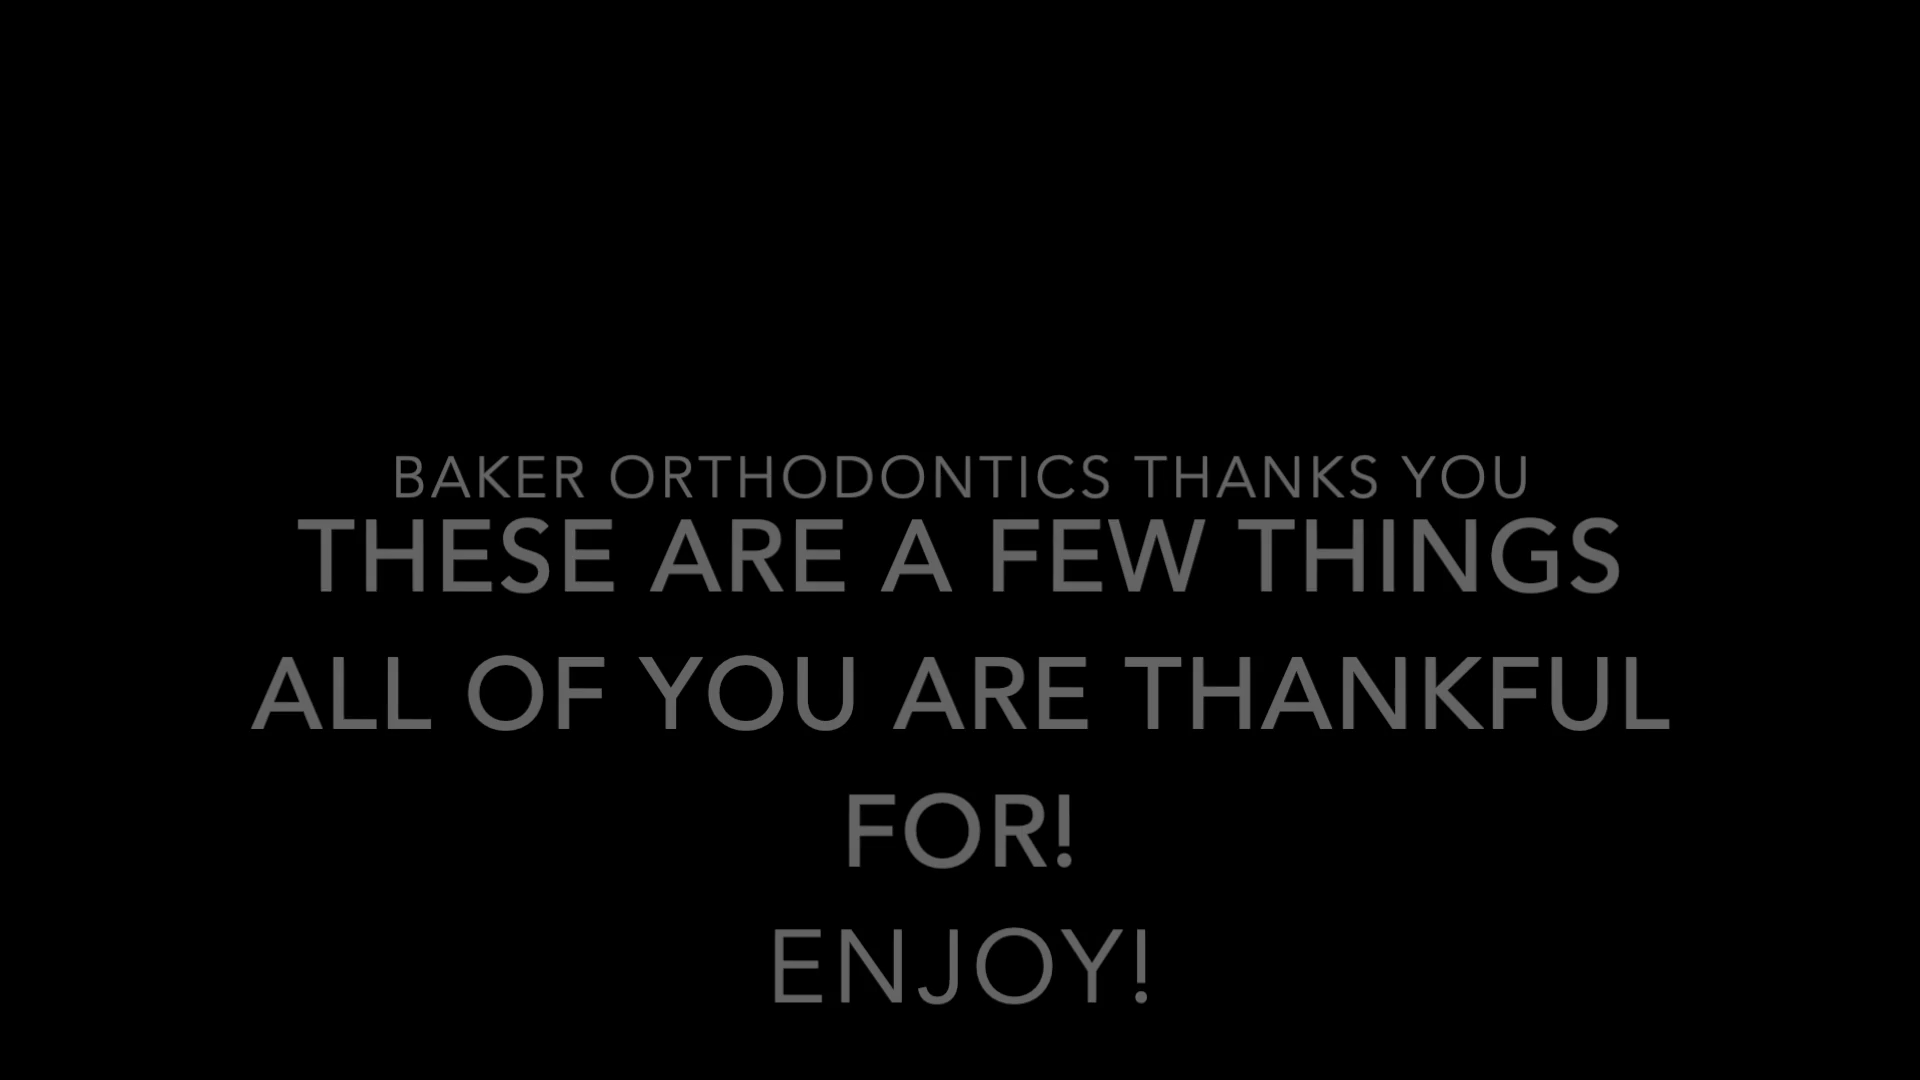 BAKER ORTHODONTICS THANKS YOU
THESE ARE A FEW THINGS
ALL OF YOU ARE THANKFUL
FOR!
ENJOY!